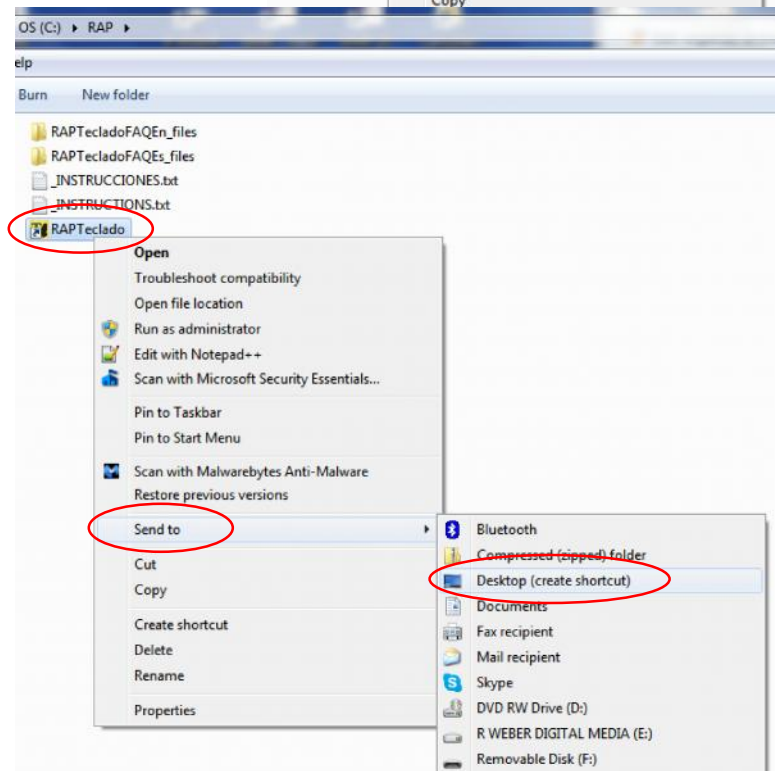 Copy
OS (C:) ▸ RAP ▸
elp
Burn New folder
RAPTecladoFAQEn_files
RAPTecladoFAQEs_files
_INSTRUCCIONES.txt
_INSTRUCTIONS.txt
RAPTeclado
Open
Troubleshoot compatibility
Open file location
Run as administrator
Edit with Notepad++
Scan with Microsoft Security Essentials...
Pin to Taskbar
Pin to Start Menu
Scan with Malwarebytes Anti-Malware
Restore previous versions
Send to
Cut
Copy
Create shortcut
Delete
Rename
Properties
Bluetooth
Compressed (zipped) folder
Desktop (create shortcut)
Documents
Fax recipient
Mail recipient
Skype
DVD RW Drive (D:)
R WEBER DIGITAL MEDIA (E:)
Removable Disk (F:)